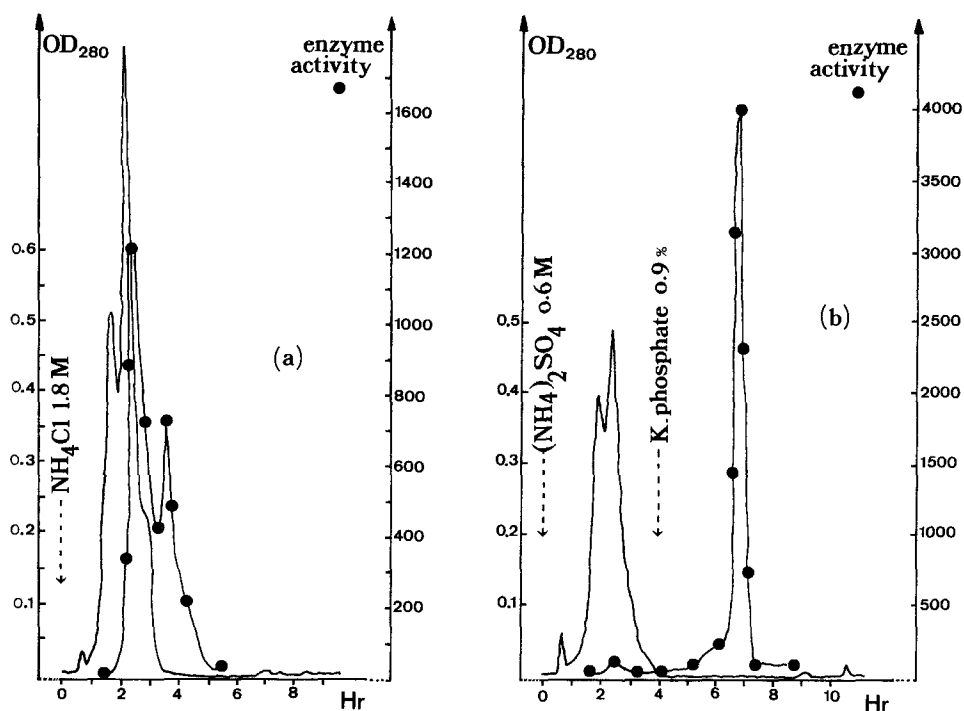 OD280
enzyme
activity
1600
1400
1200
1000
800
600
400
200
0.6
0.5
0.4
0.3
0.2
0.1
NH4Cl 1.8 M
(a)
0
2
4
6
8
Hr
OD280
enzyme
activity
4000
3500
3000
2500
2000
1500
1000
500
0,5
0,4
0,3
0,2
0,1
(NH4)2SO4 0.6 M
K. phosphate 0.9 %
(b)
0
2
4
6
8
10
Hr